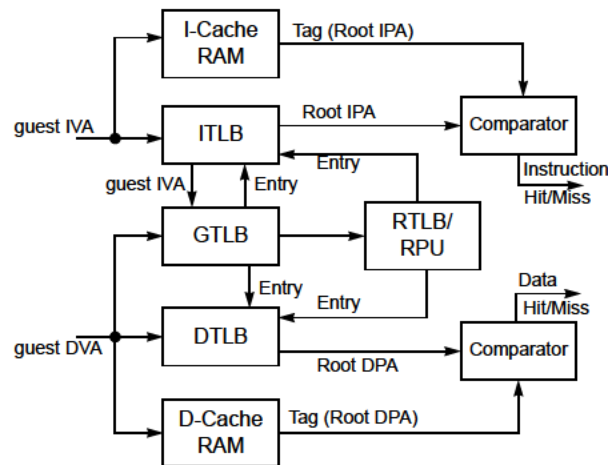 I-Cache
RAM
Tag (Root IPA)
guest IVA
ITLB
Root IPA
Comparator
Entry
Instruction
Hit/Miss
guest IVA
Entry
GTLB
RTLB/
RPU
Entry
Entry
Data
Hit/Miss
guest DVA
DTLB
Root DPA
Comparator
D-Cache
RAM
Tag (Root DPA)